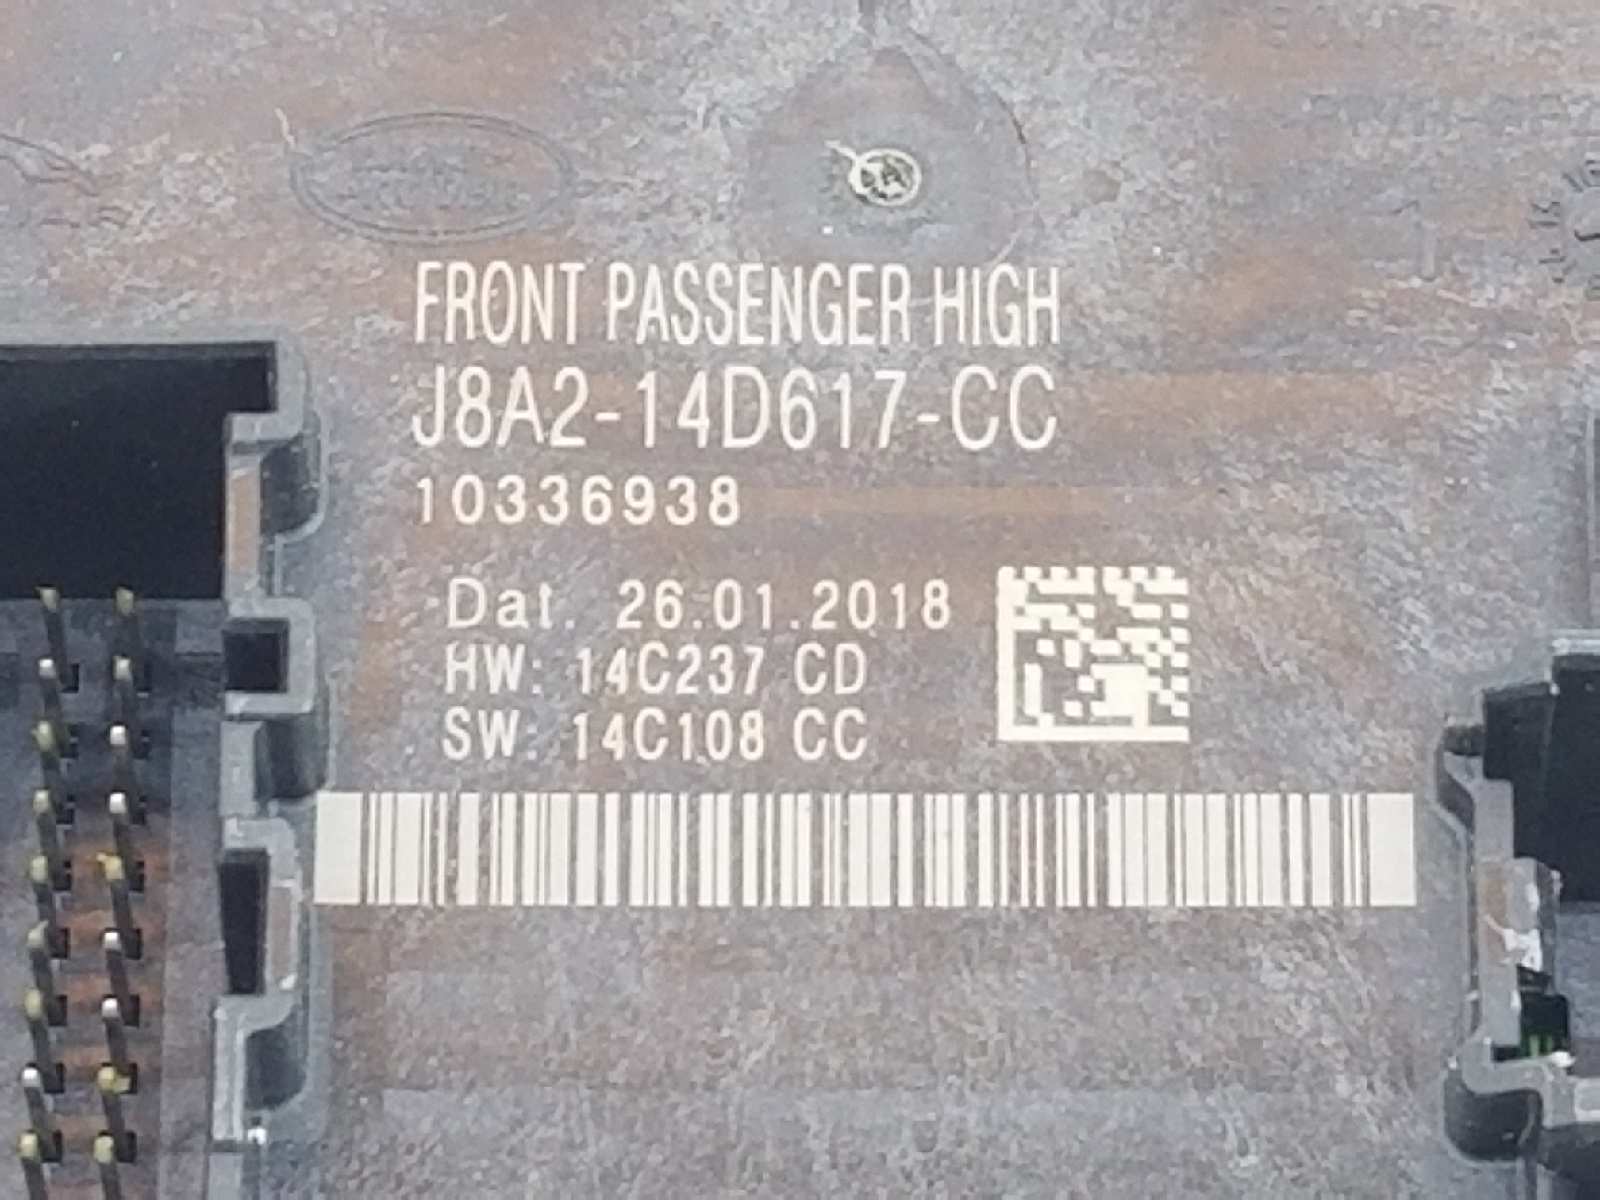 FRONT PASSENGER HIGH
J8A2-14D617-CC
10336938
Dat. 26.01.2018
HW: 14C237 CD
SW: 14C108 CC